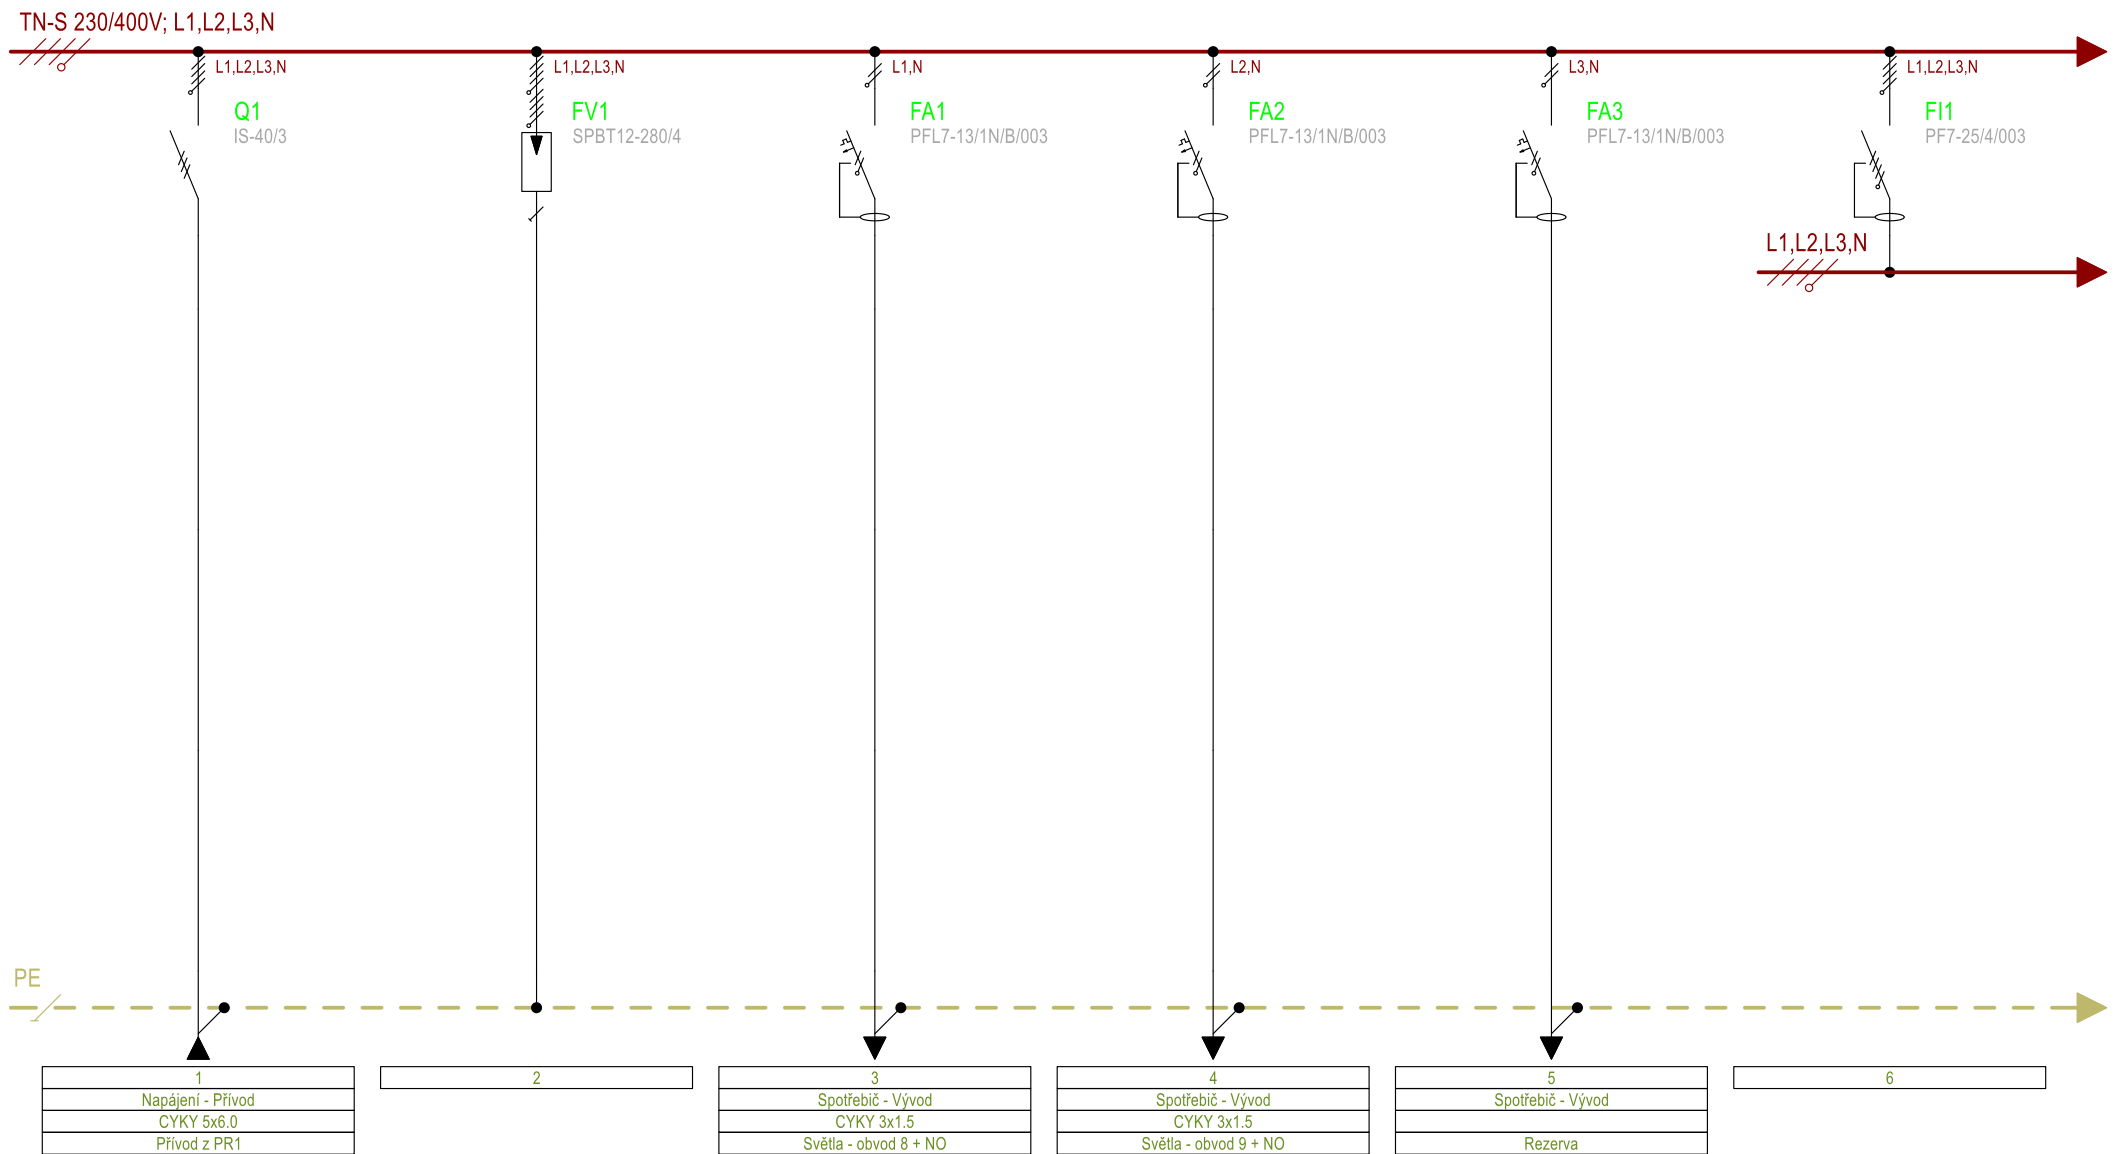 TN-S 230/400V; L1,L2,L3,N
L1,L2,L3,N
Q1
IS-40/3
L1,L2,L3,N
FV1
SPBT12-280/4
L1,N
FA1
PFL7-13/1N/B/003
L2,N
FA2
PFL7-13/1N/B/003
L3,N
FA3
PFL7-13/1N/B/003
L1,L2,L3,N
FI1
PF7-25/4/003
L1,L2,L3,N
PE
1
Napájení - Přívod
CYKY 5x6.0
Přívod z PR1
2
3
Spotřebič - Vývod
CYKY 3x1.5
Světla - obvod 8 + NO
4
Spotřebič - Vývod
CYKY 3x1.5
Světla - obvod 9 + NO
5
Spotřebič - Vývod
Rezerva
6